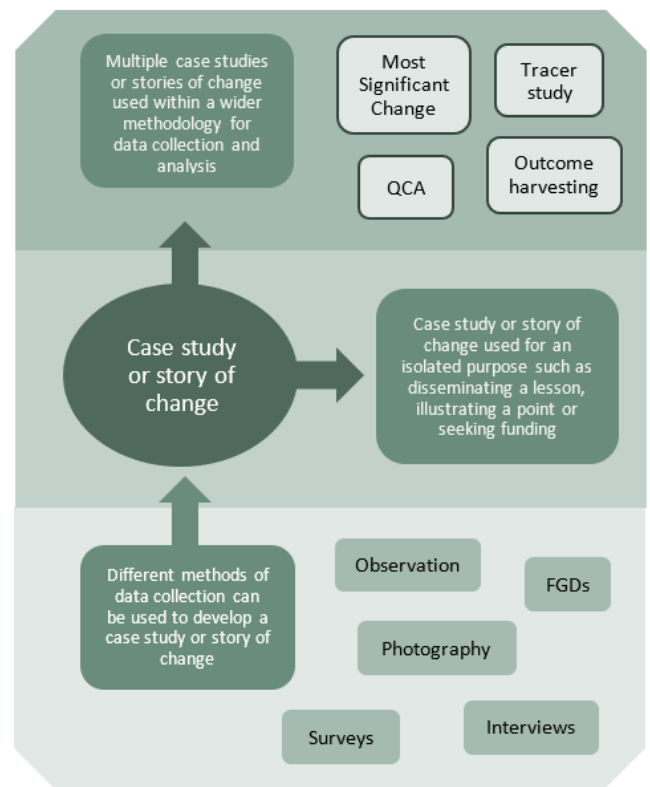 Multiple case studies
or stories of change
used within a wider
methodology for
data collection and
analysis
Most
Significant
Change
Tracer
study
QCA
Outcome
harvesting
Case study
or story of
change
Case study or story of
change used for an
isolated purpose such as
disseminating a lesson,
illustrating a point or
seeking funding
Different methods of
data collection can
be used to develop a
case study or story of
change
Observation
FGDs
Photography
Surveys
Interviews